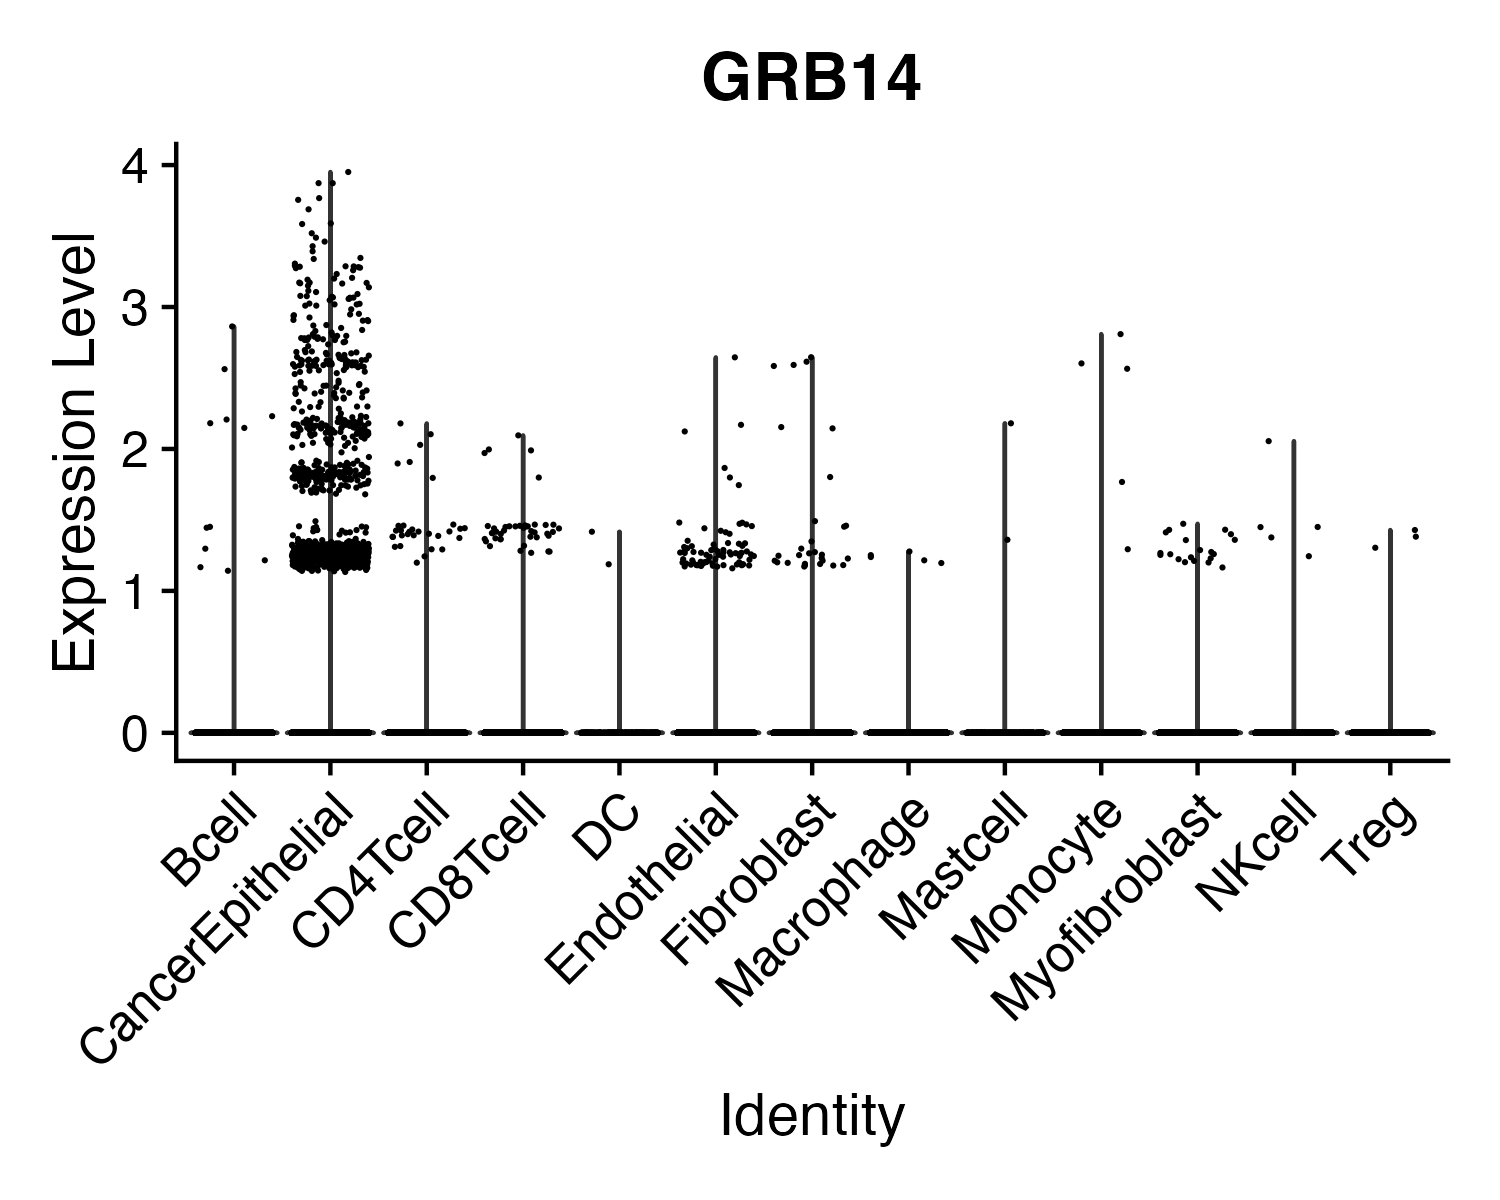 GRB14
Expression Level
4
3
2
1
0
Bcell
CancerEpithelial
CD4Tcell
CD8Tcell
DC
Endothelial
Fibroblast
Macrophage
Mastcell
Monocyte
Myofibroblast
NKcell
Treg
Identity